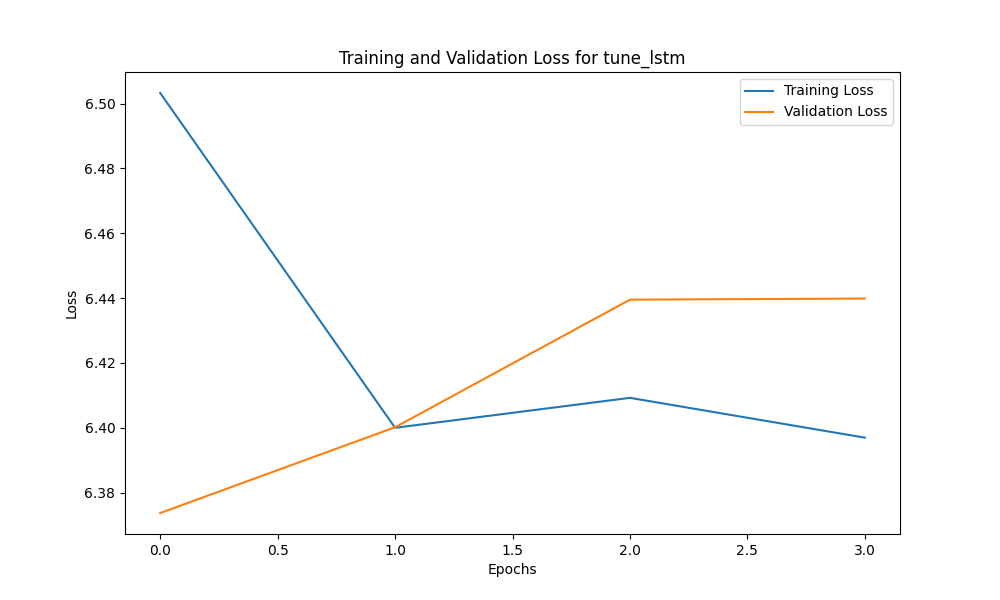 Training and Validation Loss for tune_lstm
Training Loss
Validation Loss
6.50
6.48
6.46
6.44
6.42
6.40
6.38
Loss
0.0
0.5
1.0
1.5
2.0
2.5
3.0
Epochs